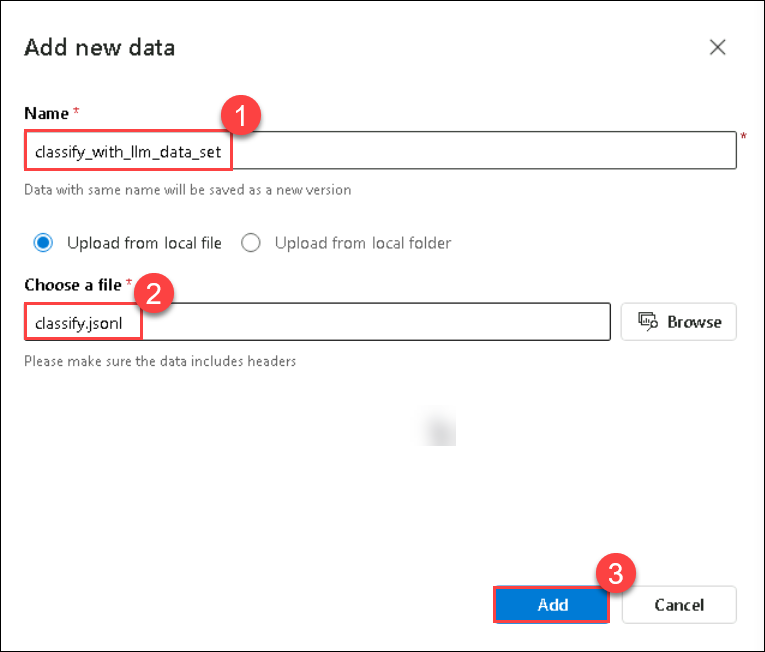 Add new data
Name *
1
classify_with_llm_data_set
*
Data with same name will be saved as a new version
Upload from local file Upload from local folder
Choose a file *
2
classify.jsonl
Browse
Please make sure the data includes headers
3
Add Cancel